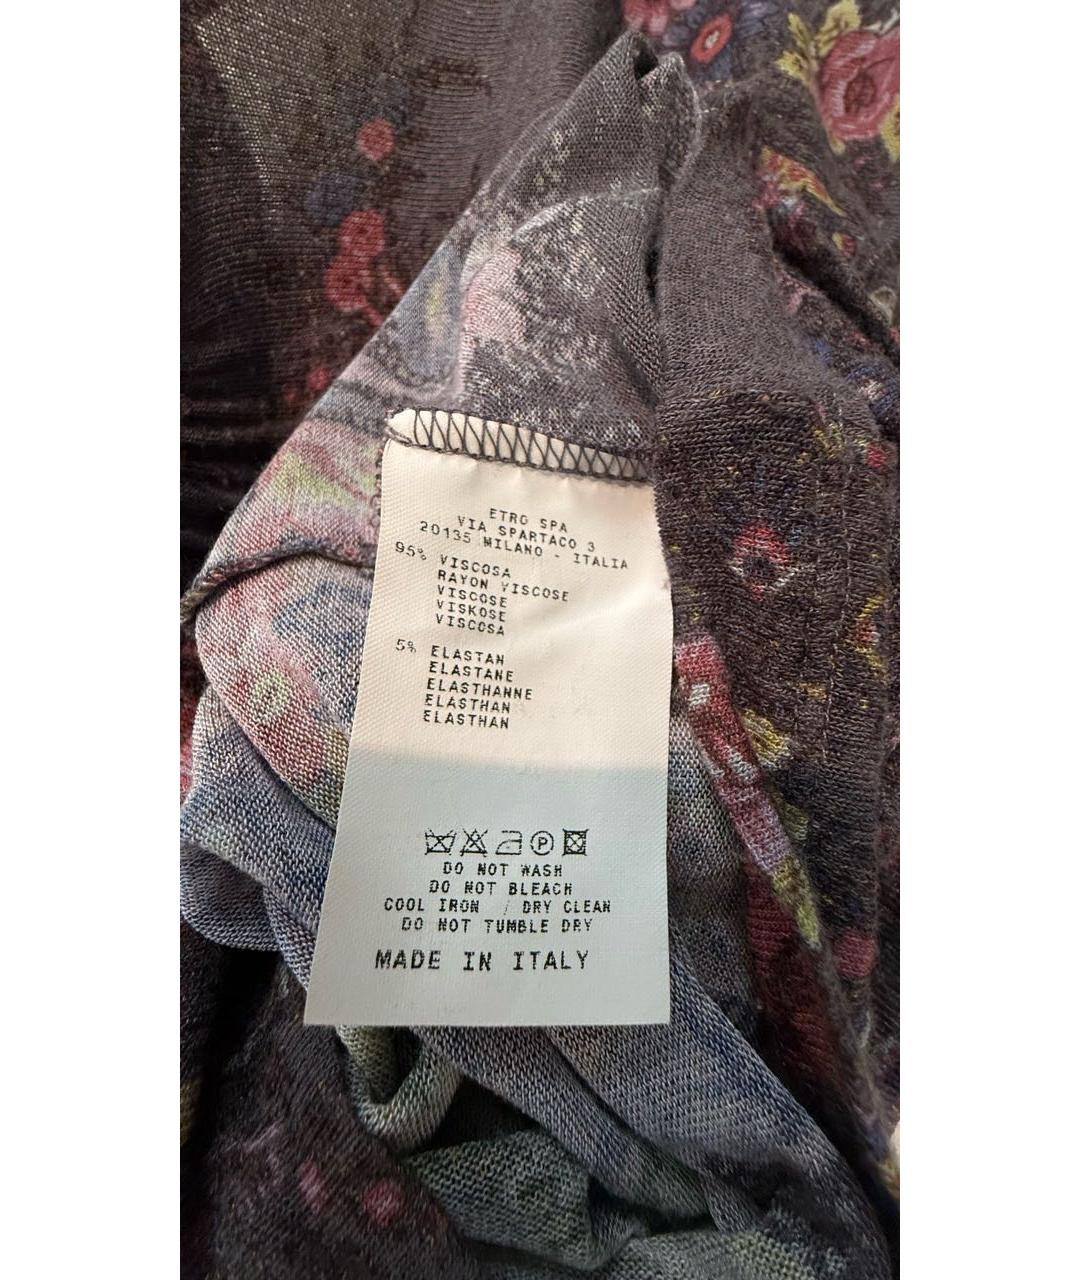 ETRO SPA
VIA SPARTACO 3
20135 MILANO - ITALIA
95% VISCOSA
RAYON VISCOSE
VISCOSE
VISKOSE
VISCOSA
5% ELASTAN
ELASTANE
ELASTHANNE
ELASTHAN
ELASTHAN
P
DO NOT WASH
DO NOT BLEACH
COOL IRON / DRY CLEAN
DO NOT TUMBLE DRY
MADE IN ITALY